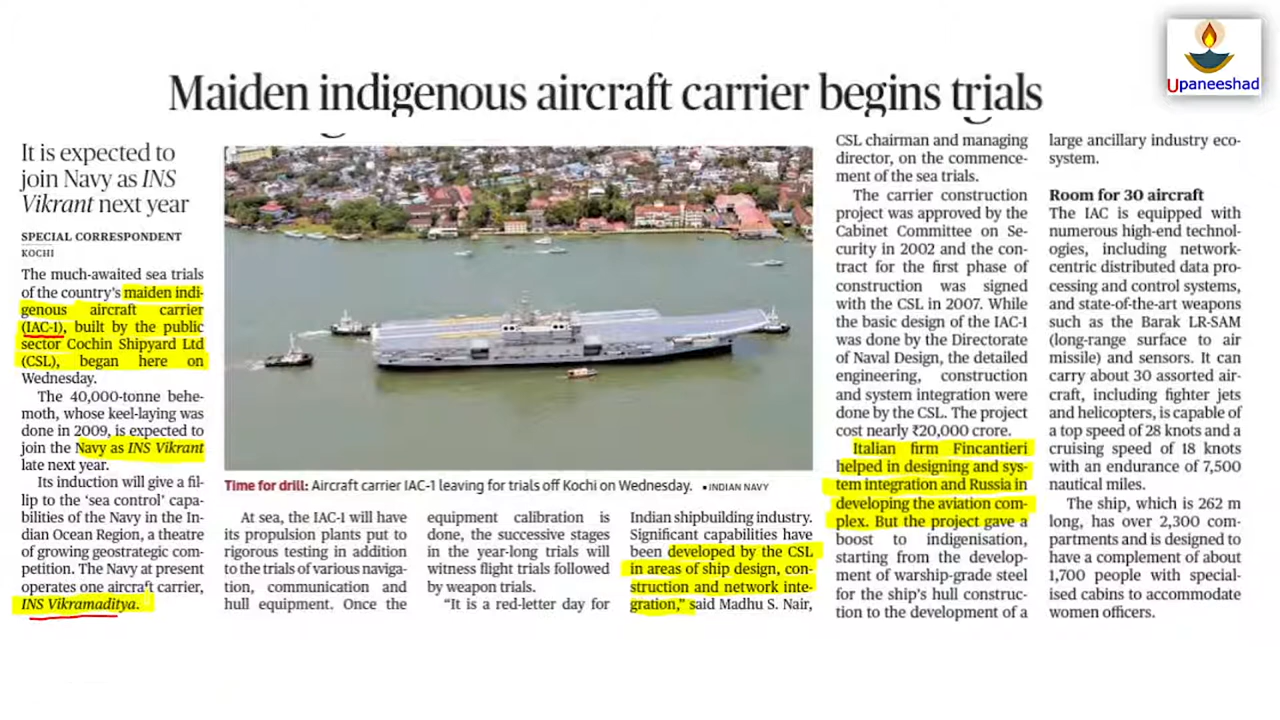 Upaneeshad
Maiden indigenous aircraft carrier begins trials
It is expected to
join Navy as INS
Vikrant next year
SPECIAL CORRESPONDENT
KOCHI
The much-awaited sea trials
of the country's maiden indi-
genous aircraft carrier
(IAC-1), built by the public
sector Cochin Shipyard Ltd
(CSL), began here on
Wednesday.
The 40,000-tonne behe-
moth, whose keel-laying was
done in 2009, is expected to
join the Navy as INS Vikrant
late next year.
Its induction will give a fil-
lip to the 'sea control' capa-
bilities of the Navy in the In-
dian Ocean Region, a theatre
of growing geostrategic com-
petition. The Navy at present
operates one aircraft carrier,
INS Vikramaditya.
Time for drill: Aircraft carrier IAC-1 leaving for trials off Kochi on Wednesday. ▪INDIAN NAVY
At sea, the IAC-1 will have
its propulsion plants put to
rigorous testing in addition
to the trials of various naviga-
tion, communication and
hull equipment. Once the
equipment calibration is
done, the successive stages
in the year-long trials will
witness flight trials followed
by weapon trials.
"It is a red-letter day for
Indian shipbuilding industry.
Significant capabilities have
been developed by the CSL
in areas of ship design, con-
struction and network inte-
gration," said Madhu S. Nair,
CSL chairman and managing
director, on the commence-
ment of the sea trials.
The carrier construction
project was approved by the
Cabinet Committee on Se-
curity in 2002 and the con-
tract for the first phase of
construction was signed
with the CSL in 2007. While
the basic design of the IAC-1
was done by the Directorate
of Naval Design, the detailed
engineering, construction
and system integration were
done by the CSL. The project
cost nearly ₹20,000 crore.
Italian firm Fincantieri
helped in designing and sys-
tem integration and Russia in
developing the aviation com-
plex. But the project gave a
boost to indigenisation,
starting from the develop-
ment of warship-grade steel
for the ship's hull construc-
tion to the development of a
large ancillary industry eco-
system.
Room for 30 aircraft
The IAC is equipped with
numerous high-end technol-
ogies, including network-
centric distributed data pro-
cessing and control systems,
and state-of-the-art weapons
such as the Barak LR-SAM
(long-range surface to air
missile) and sensors. It can
carry about 30 assorted air-
craft, including fighter jets
and helicopters, is capable of
a top speed of 28 knots and a
cruising speed of 18 knots
with an endurance of 7,500
nautical miles.
The ship, which is 262 m
long, has over 2,300 com-
partments and is designed to
have a complement of about
1,700 people with special-
ised cabins to accommodate
women officers.